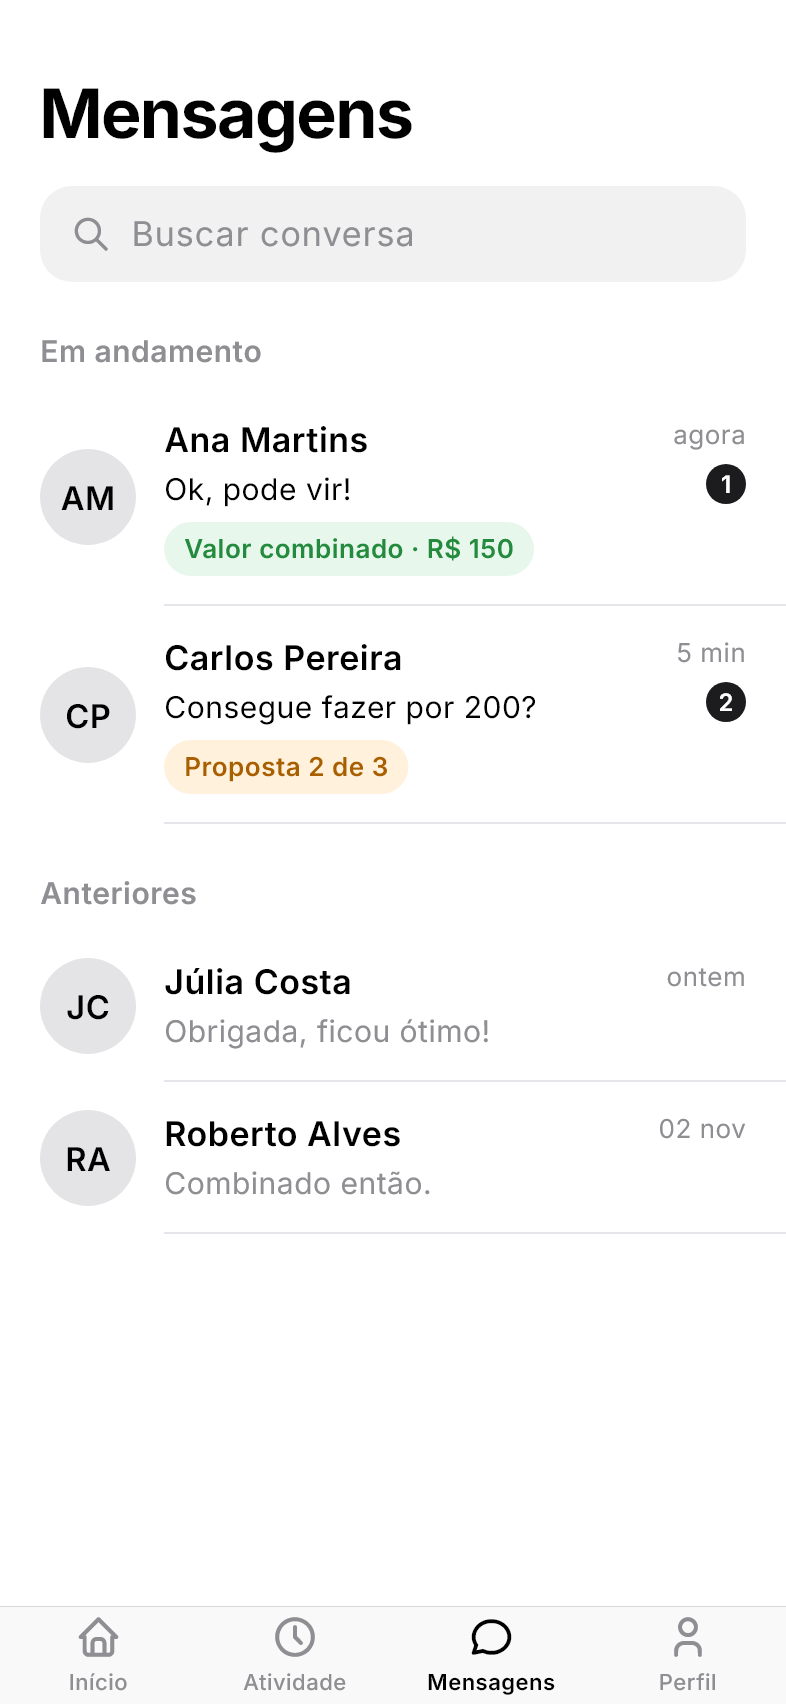 Mensagens
Buscar conversa
Em andamento
AM
Ana Martins
agora
Ok, pode vir!
1
Valor combinado · R$ 150
CP
Carlos Pereira
5 min
Consegue fazer por 200?
2
Proposta 2 de 3
Anteriores
JC
Júlia Costa
ontem
Obrigada, ficou ótimo!
RA
Roberto Alves
02 nov
Combinado então.
Início
Atividade
Mensagens
Perfil